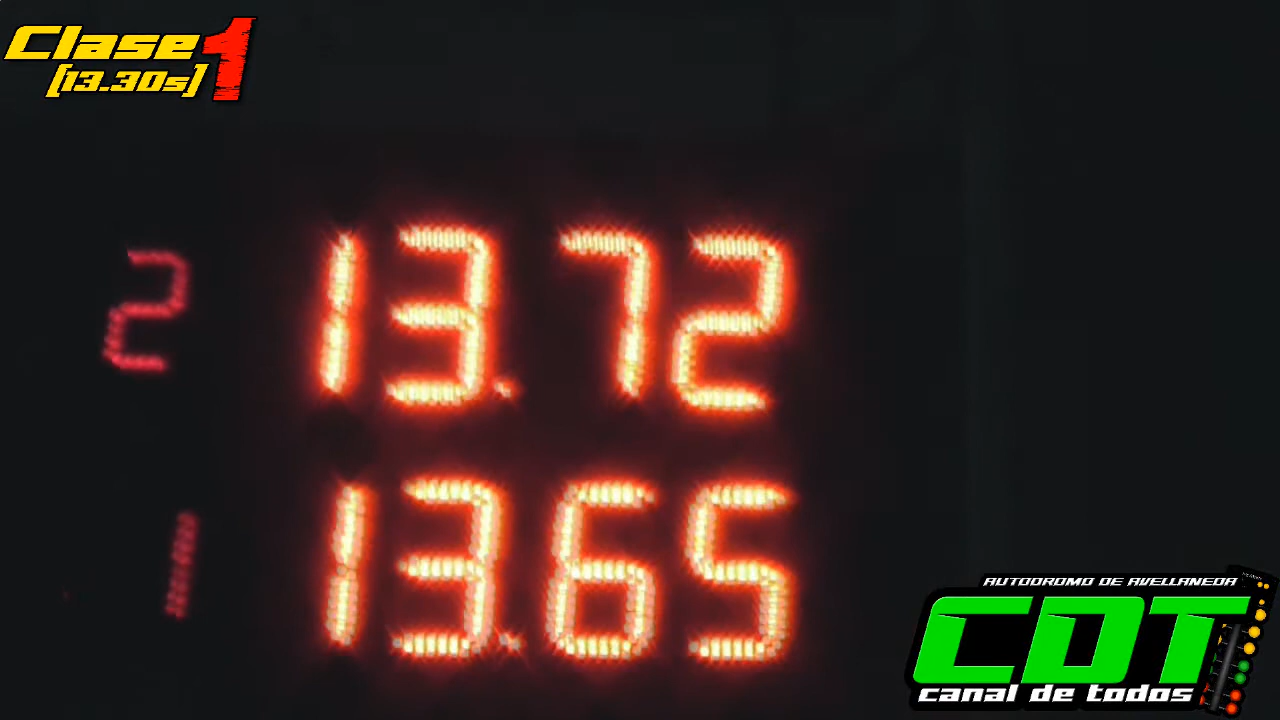 Clase 1
[13.30s]
2 13.72
1 13.65
AUTODROMO DE AVELLANEDA
CDT
canal de todos